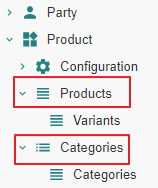 Party
Product
Configuration
Products
Variants
Categories
Categories